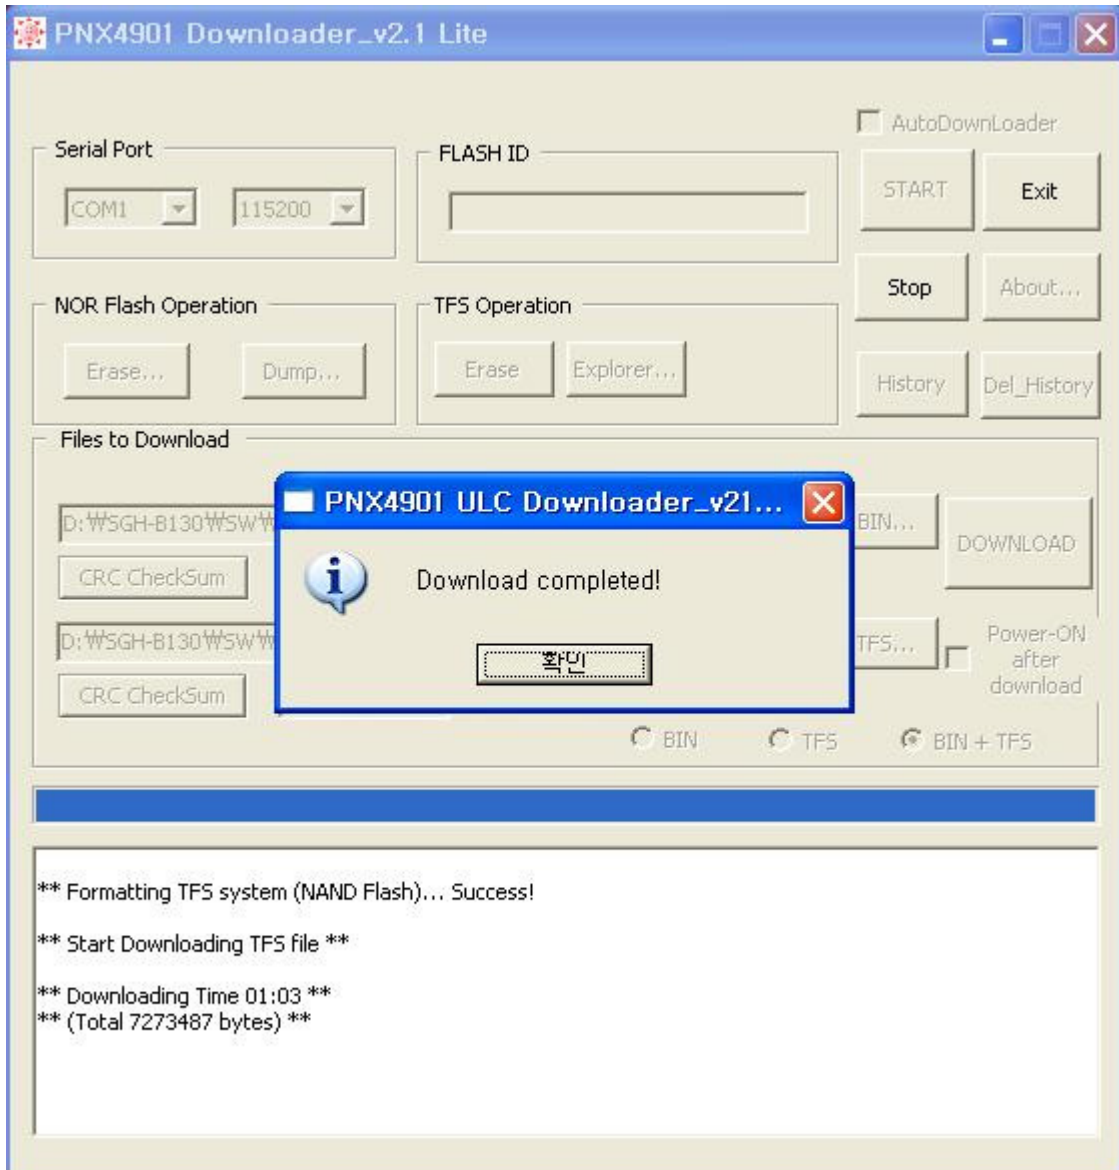 PNX4901 Downloader_v2.1 Lite
AutoDownLoader
Serial Port
FLASH ID
COM1
115200
START
Exit
Stop
About...
NOR Flash Operation
TFS Operation
Erase...
Dump...
Erase
Explorer...
History
Del_History
Files to Download
PNX4901 ULC Downloader_v21...
D:₩SGH-B130₩SW₩
BIN...
DOWNLOAD
Download completed!
CRC CheckSum
D:₩SGH-B130₩SW₩
확인
TFS...
Power-ON
after
download
CRC CheckSum
BIN
TFS
BIN + TFS
** Formatting TFS system (NAND Flash)... Success!
** Start Downloading TFS file **
** Downloading Time 01:03 **
** (Total 7273487 bytes) **